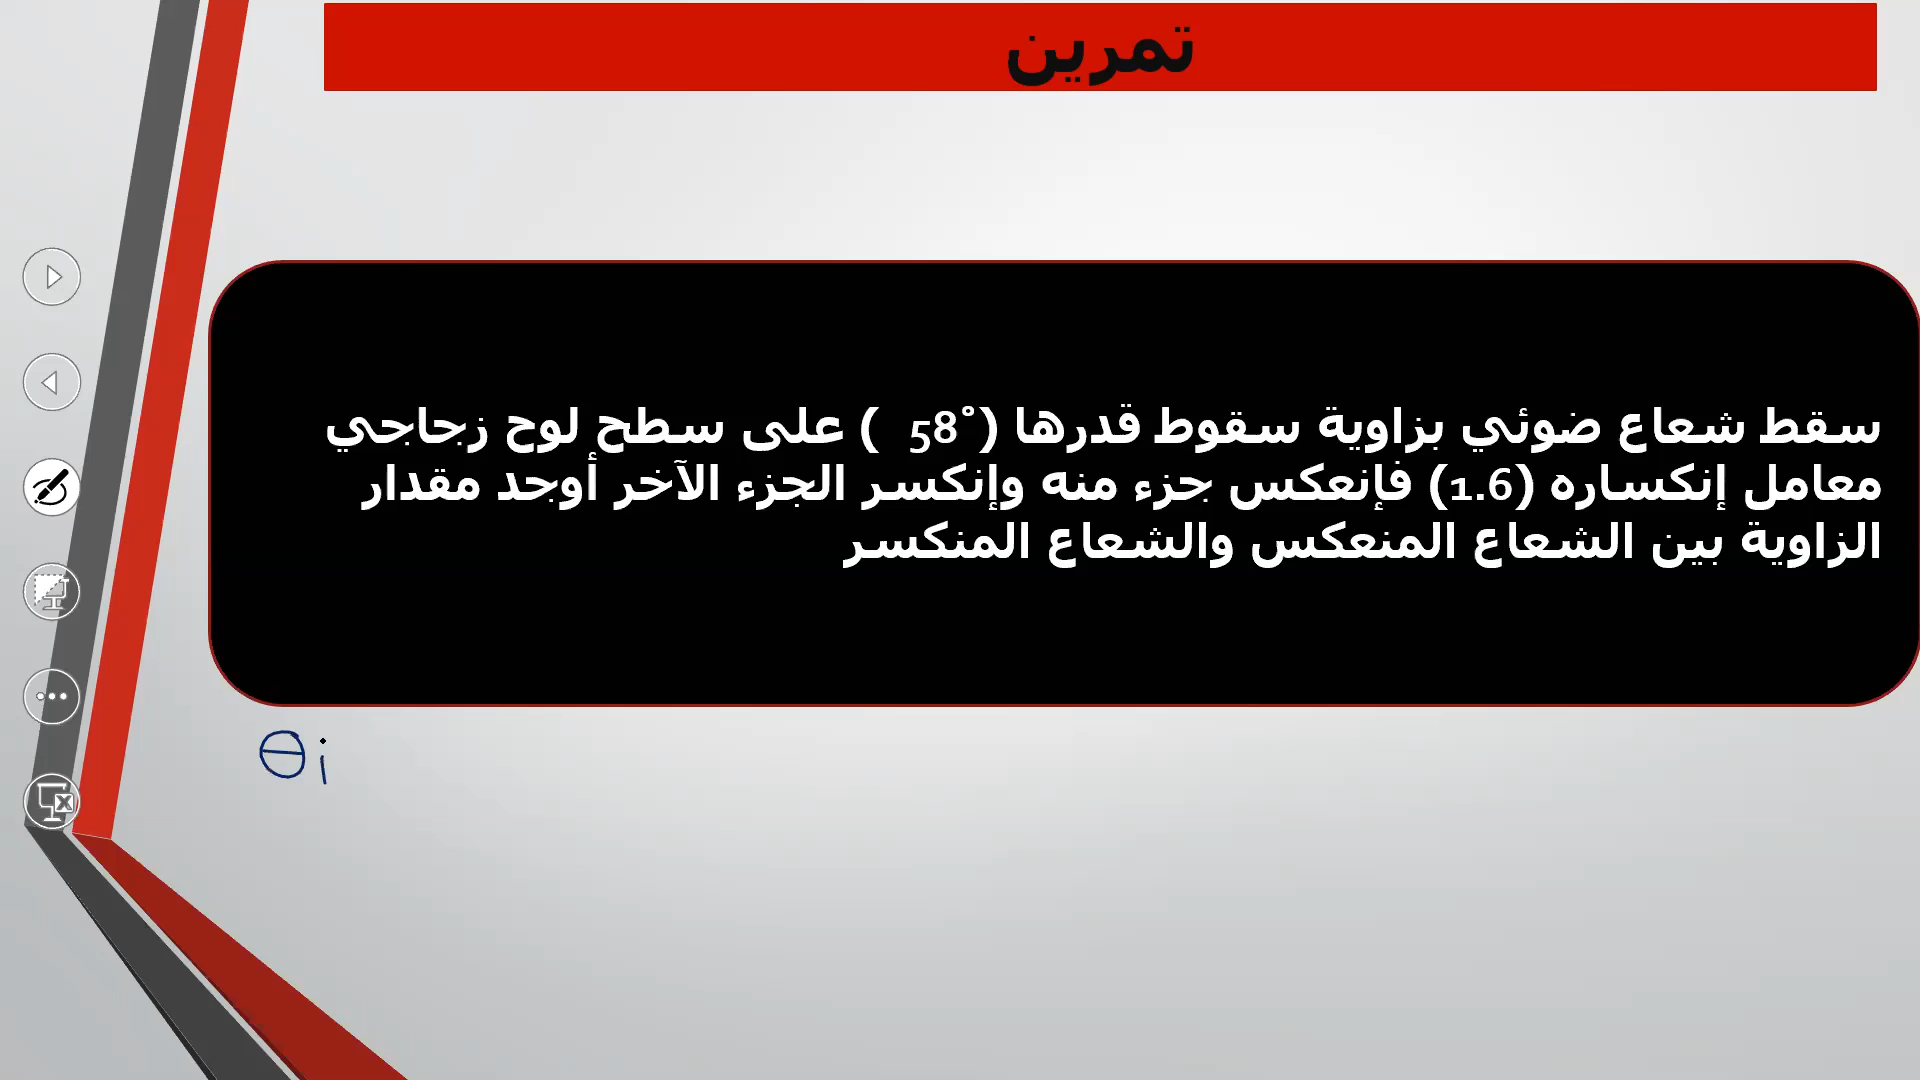 تمرين
سقط شعاع ضوئي بزاوية سقوط قدرها (58° ) على سطح لوح زجاجي
معامل إنكساره (1.6) فإنعكس جزء منه وإنكسر الجزء الآخر أوجد مقدار
الزاوية بين الشعاع المنعكس والشعاع المنكسر
θi